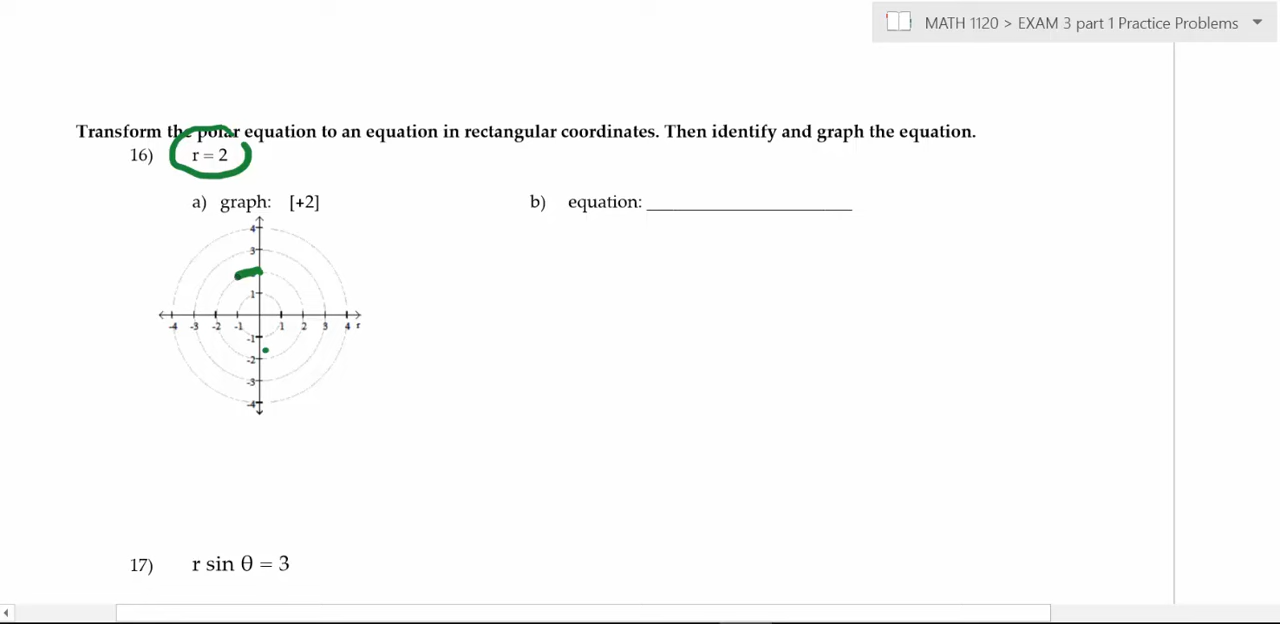 MATH 1120 > EXAM 3 part 1 Practice Problems
Transform the polar equation to an equation in rectangular coordinates. Then identify and graph the equation.
16) r = 2
a) graph: [+2] b) equation: ____________________
4
3
1
-4 -3 -2 -1 1 2 3 4 r
-1
-2
-3
-4
17) r sin θ = 3